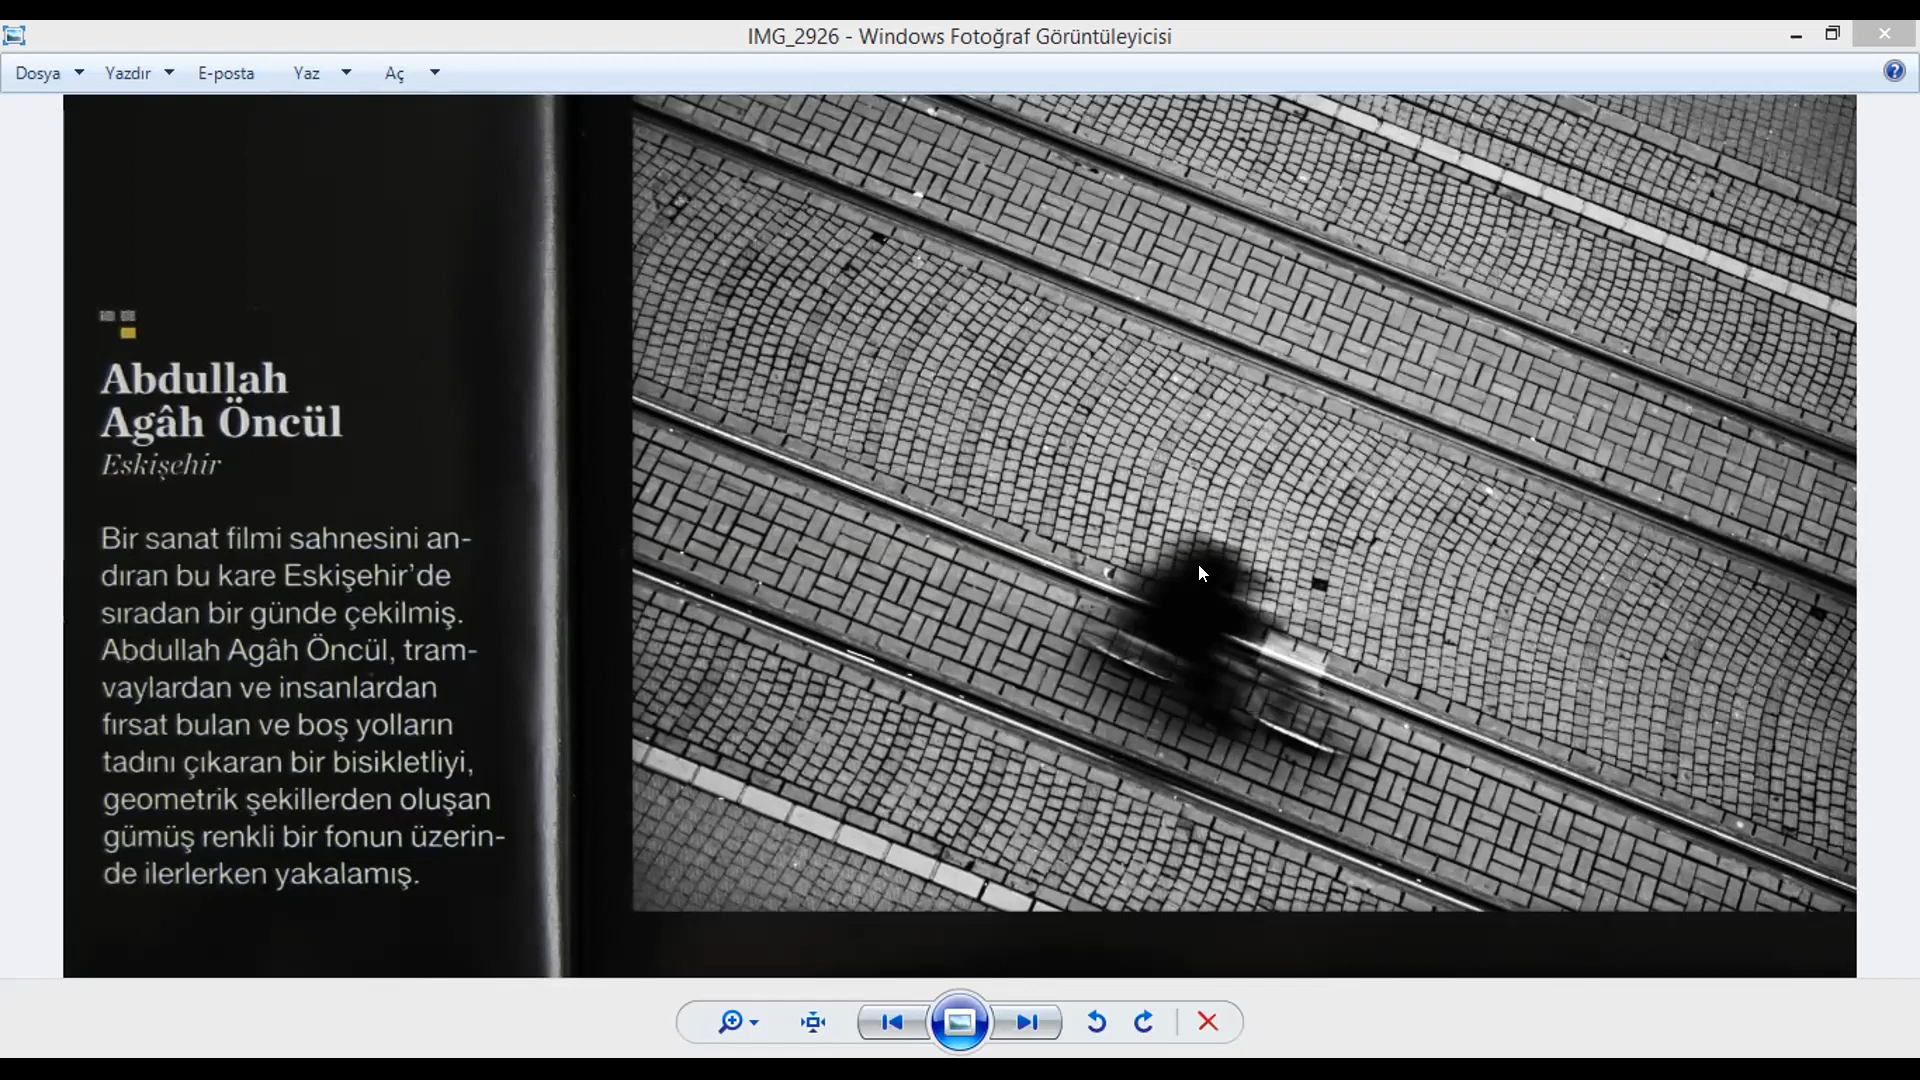 IMG_2926 - Windows Fotoğraf Görüntüleyicisi
Dosya Yazdır E-posta Yaz Aç
Abdullah
Agâh Öncül
Eskişehir
Bir sanat filmi sahnesini an-
dıran bu kare Eskişehir’de
sıradan bir günde çekilmiş.
Abdullah Agâh Öncül, tram-
vaylardan ve insanlardan
fırsat bulan ve boş yolların
tadını çıkaran bir bisikletliyi,
geometrik şekillerden oluşan
gümüş renkli bir fonun üzerin-
de ilerlerken yakalamış.